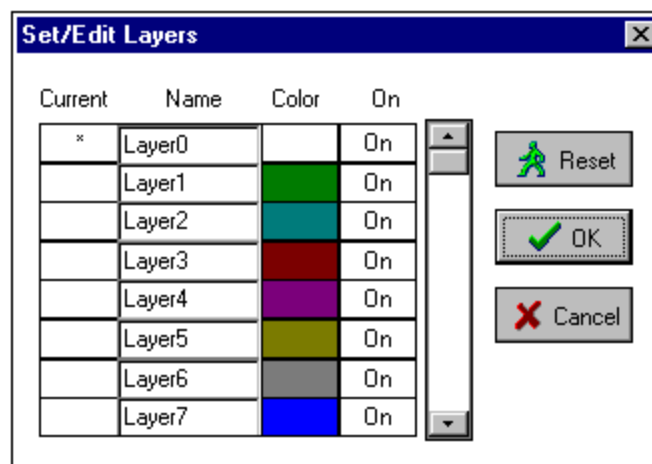 Set/Edit Layers
Current Name Color On
* Layer0 On
Layer1 On
Layer2 On
Layer3 On
Layer4 On
Layer5 On
Layer6 On
Layer7 On
Reset
OK
Cancel